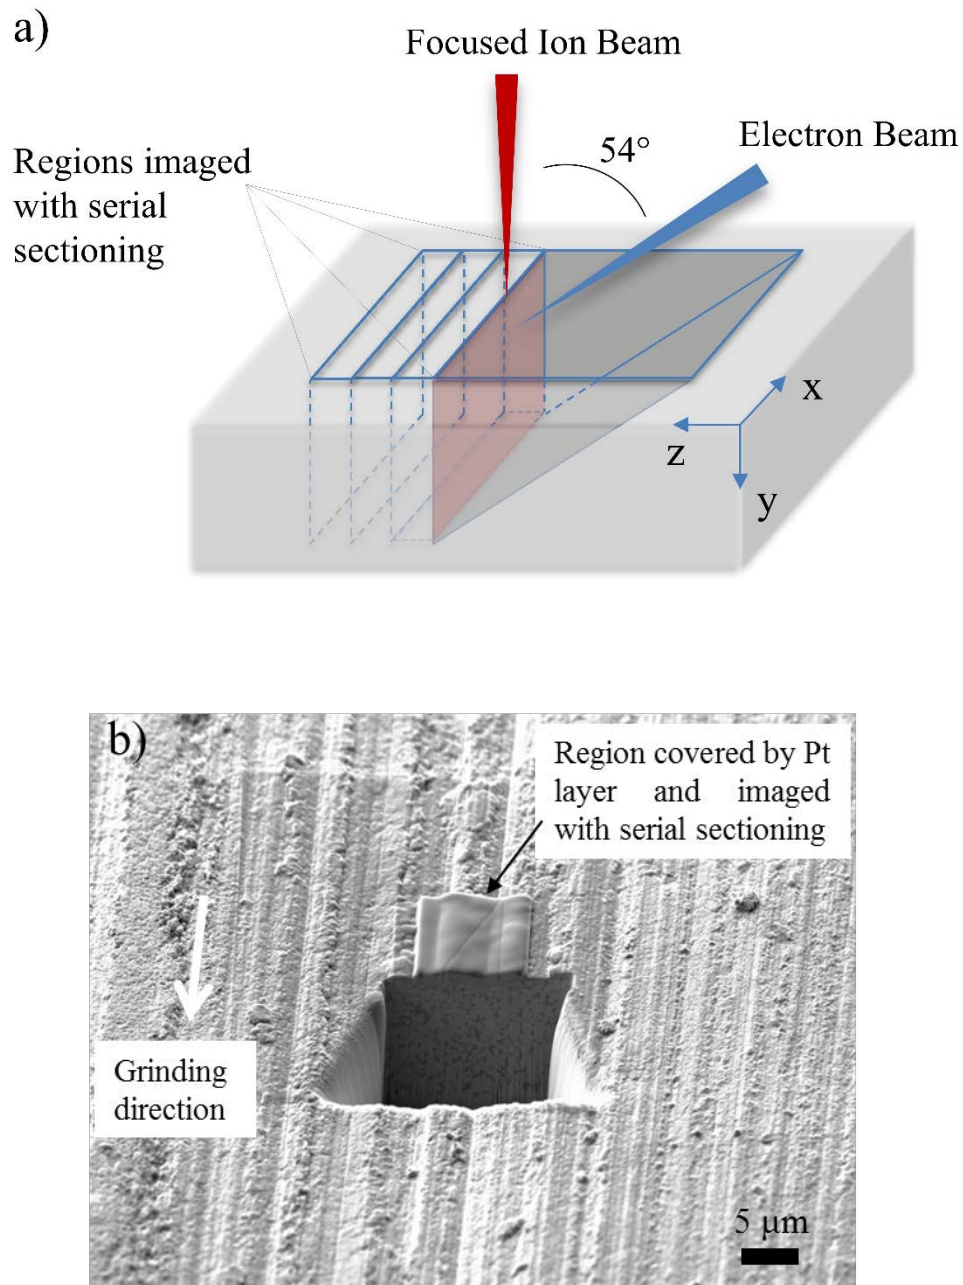 a)
Focused Ion Beam
54°
Electron Beam
Regions imaged
with serial
sectioning
x
z
y
b)
Region covered by Pt
layer and imaged
with serial sectioning
Grinding
direction
5 µm